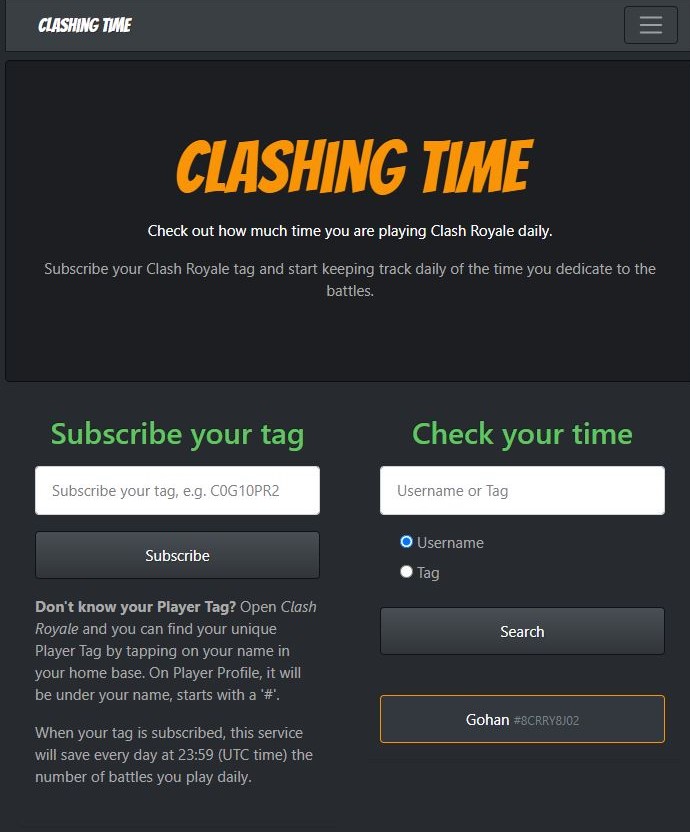 CLASHING TIME
CLASHING TIME
Check out how much time you are playing Clash Royale daily.
Subscribe your Clash Royale tag and start keeping track daily of the time you dedicate to the
battles.
Subscribe your tag
Subscribe your tag, e.g. C0G10PR2
Subscribe
Don't know your Player Tag? Open Clash
Royale and you can find your unique
Player Tag by tapping on your name in
your home base. On Player Profile, it will
be under your name, starts with a '#'.
When your tag is subscribed, this service
will save every day at 23:59 (UTC time) the
number of battles you play daily.
Check your time
Username or Tag
Username
Tag
Search
Gohan #8CRRY8J02